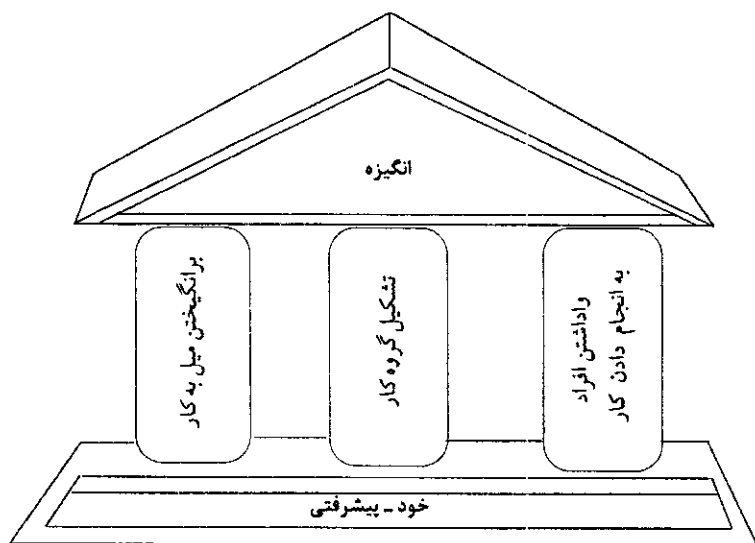 انگیزه
واداشتن افراد
به انجام دادن کار
تشکیل گروه کار
برانگیختن میل به کار
خود ـ پیشرفتی